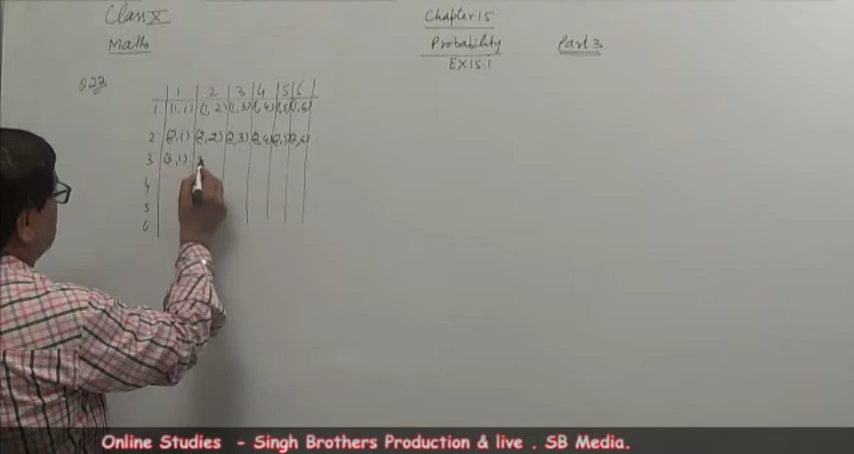 Class X
Maths
Chapter 15
Probability
EX 15.1
Part 3
Q22
1 2 3 4 5 6
1 (1,1) (1,2) (1,3) (1,4) (1,5) (1,6)
2 (2,1) (2,2) (2,3) (2,4) (2,5) (2,6)
3 (3,1)
4
5
6
Online Studies - Singh Brothers Production & live . SB Media.